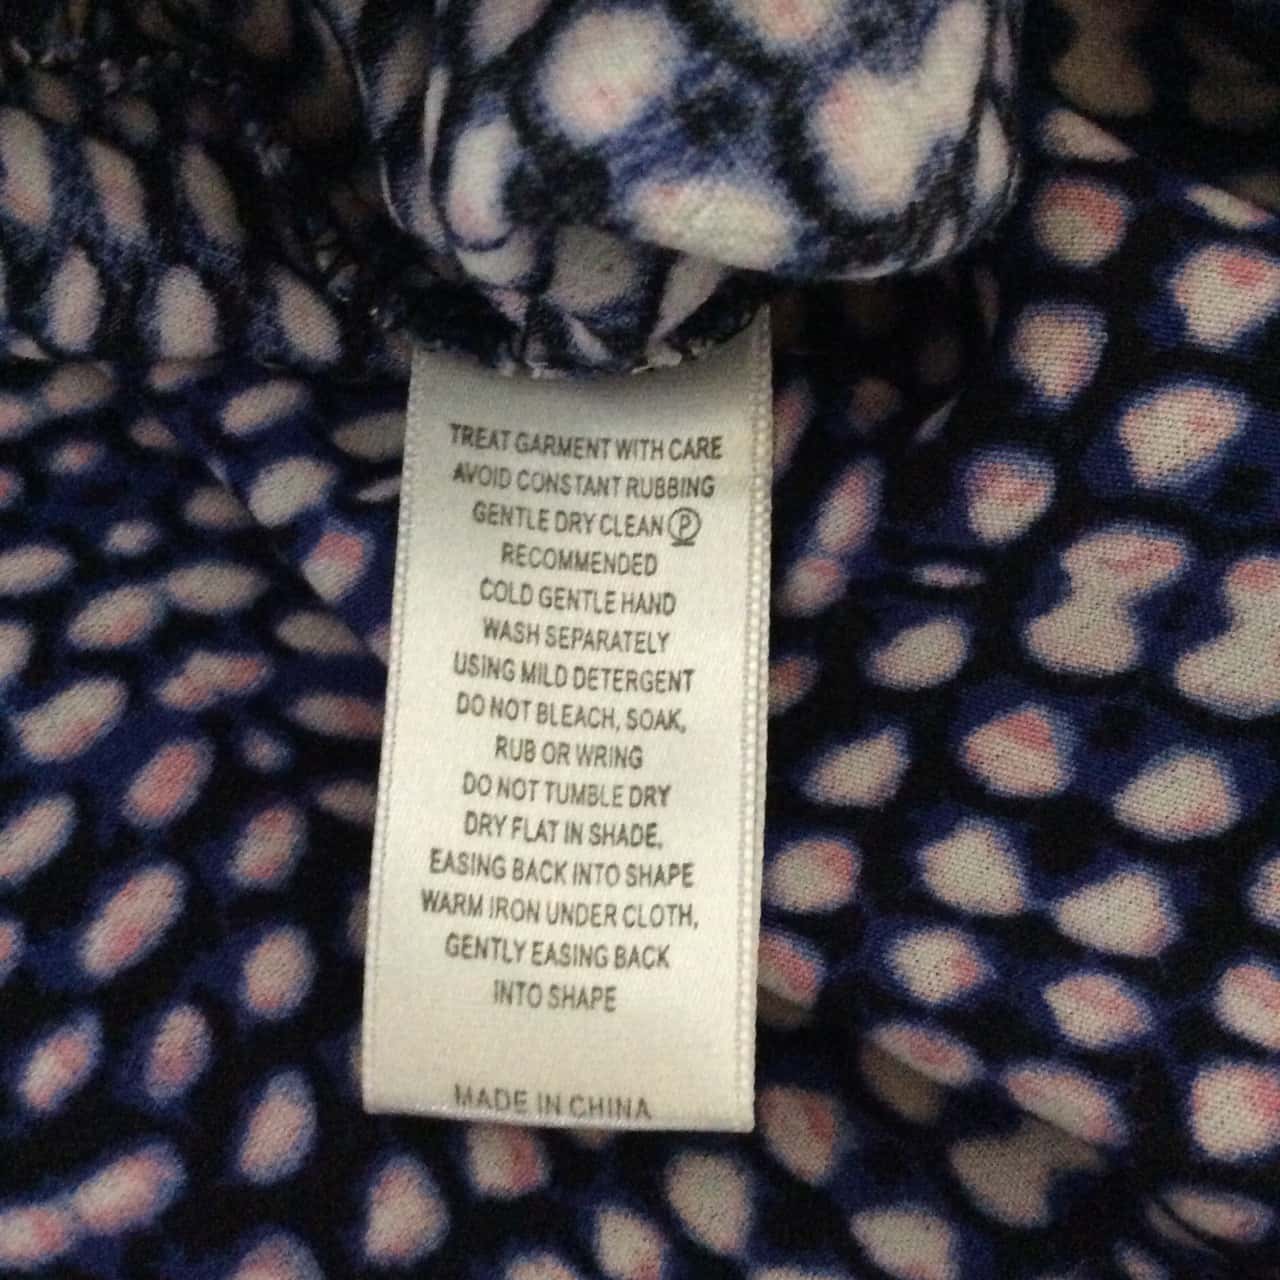 TREAT GARMENT WITH CARE
AVOID CONSTANT RUBBING
GENTLE DRY CLEAN Ⓟ
RECOMMENDED
COLD GENTLE HAND
WASH SEPARATELY
USING MILD DETERGENT
DO NOT BLEACH, SOAK,
RUB OR WRING
DO NOT TUMBLE DRY
DRY FLAT IN SHADE,
EASING BACK INTO SHAPE
WARM IRON UNDER CLOTH,
GENTLY EASING BACK
INTO SHAPE
MADE IN CHINA